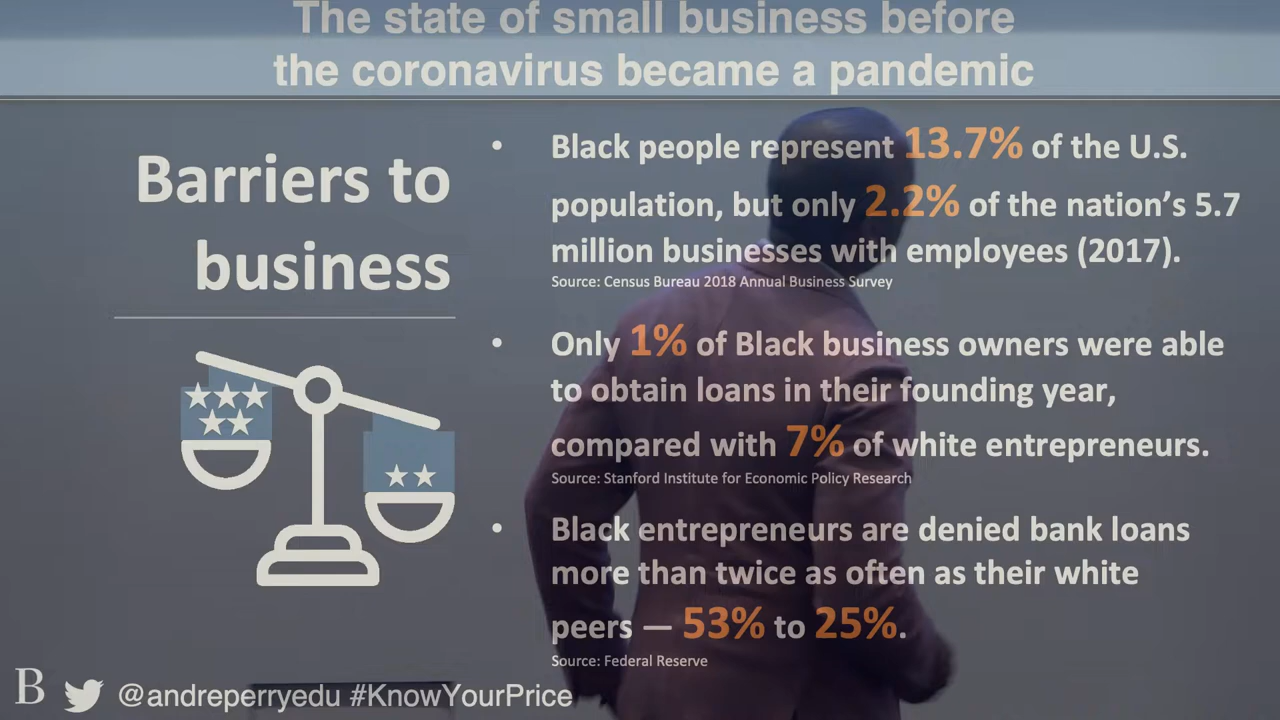 The state of small business before
the coronavirus became a pandemic
Barriers to
business
• Black people represent 13.7% of the U.S.
population, but only 2.2% of the nation's 5.7
million businesses with employees (2017).
Source: Census Bureau 2018 Annual Business Survey
• Only 1% of Black business owners were able
to obtain loans in their founding year,
compared with 7% of white entrepreneurs.
Source: Stanford Institute for Economic Policy Research
• Black entrepreneurs are denied bank loans
more than twice as often as their white
peers — 53% to 25%.
Source: Federal Reserve
B @andreperryedu #KnowYourPrice